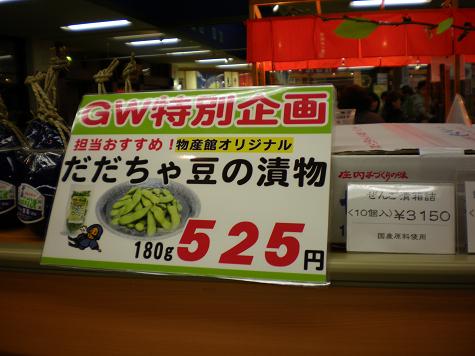 GW特別企画
担当おすすめ！物産館オリジナル
だだちゃ豆の漬物
180g 525円
庄内手づくりの味
ぜんご漬箱詰
<10個入>￥3150
国産原料使用